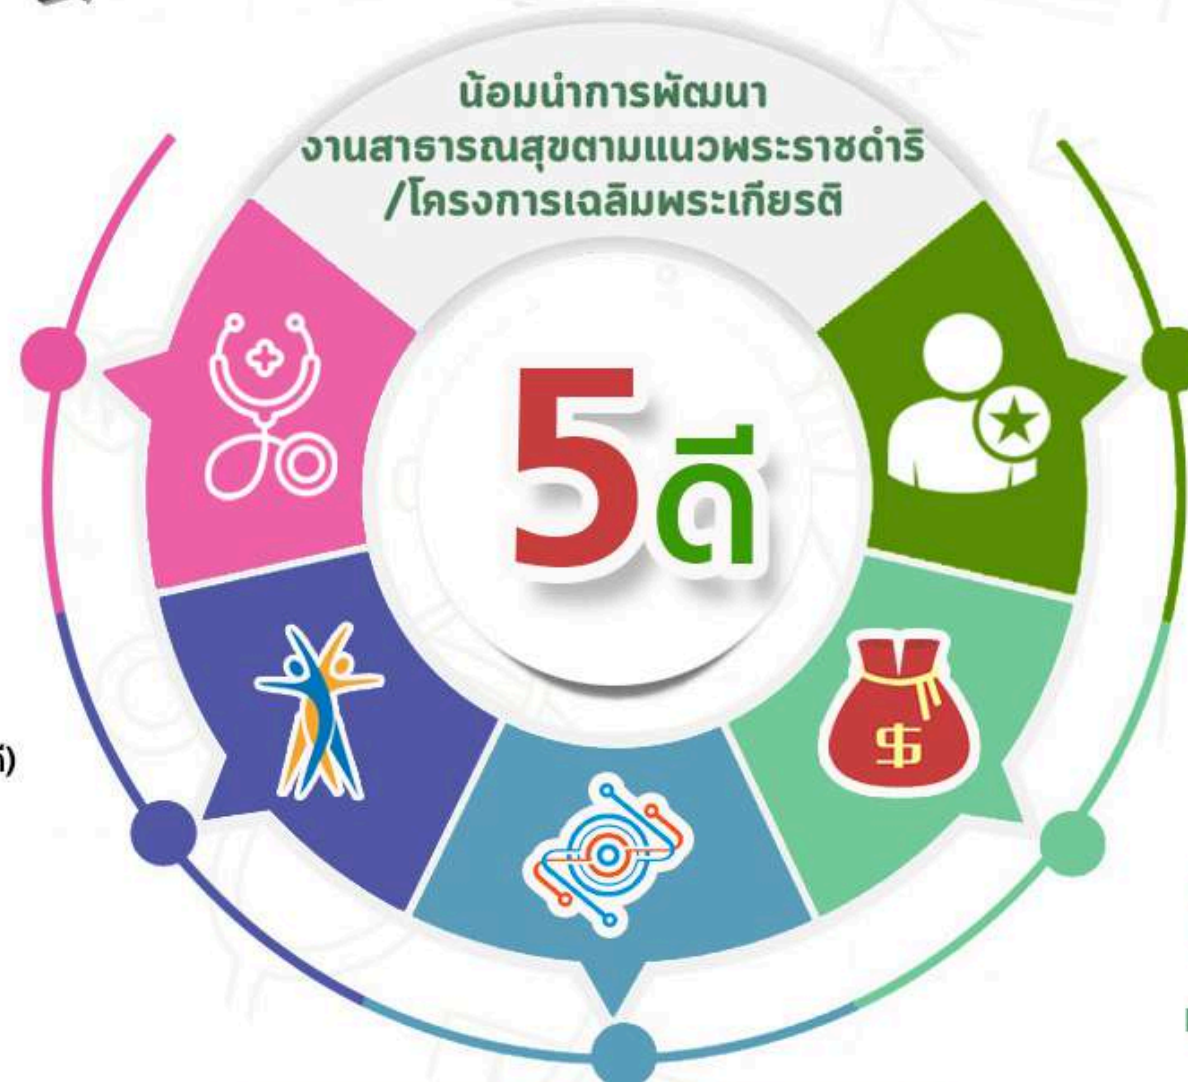 น้อมนำการพัฒนา
งานสาธารณสุขตามแนวพระราชดำริ
/โครงการเฉลิมพระเกียรติ
5ดี
$